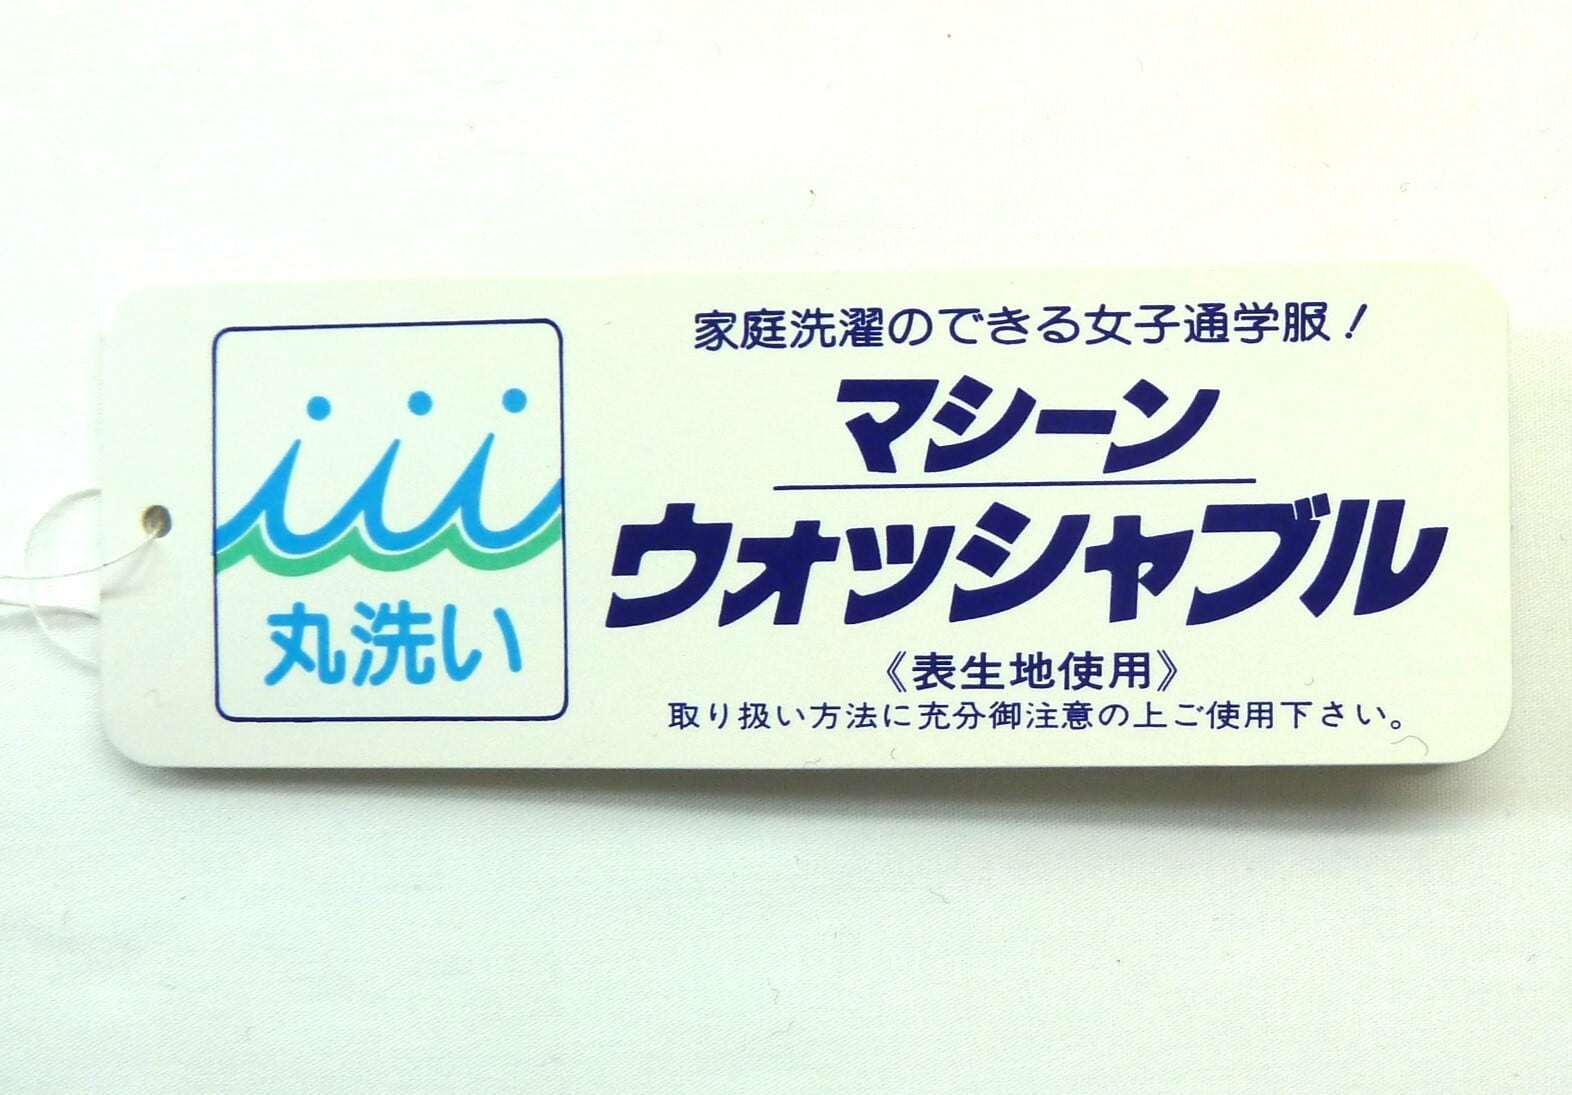 丸洗い
家庭洗濯のできる女子通学服!
マシーン
ウォッシャブル
《表生地使用》
取り扱い方法に充分御注意の上ご使用下さい。